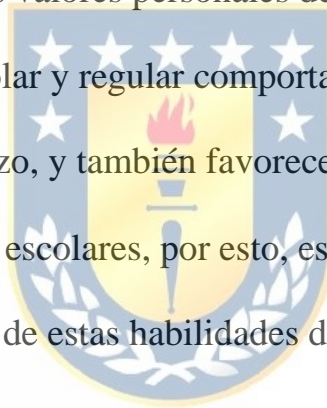 valores personales de
lar y regular comporta
zo, y también favorece
escolares, por esto, es
de estas habilidades d